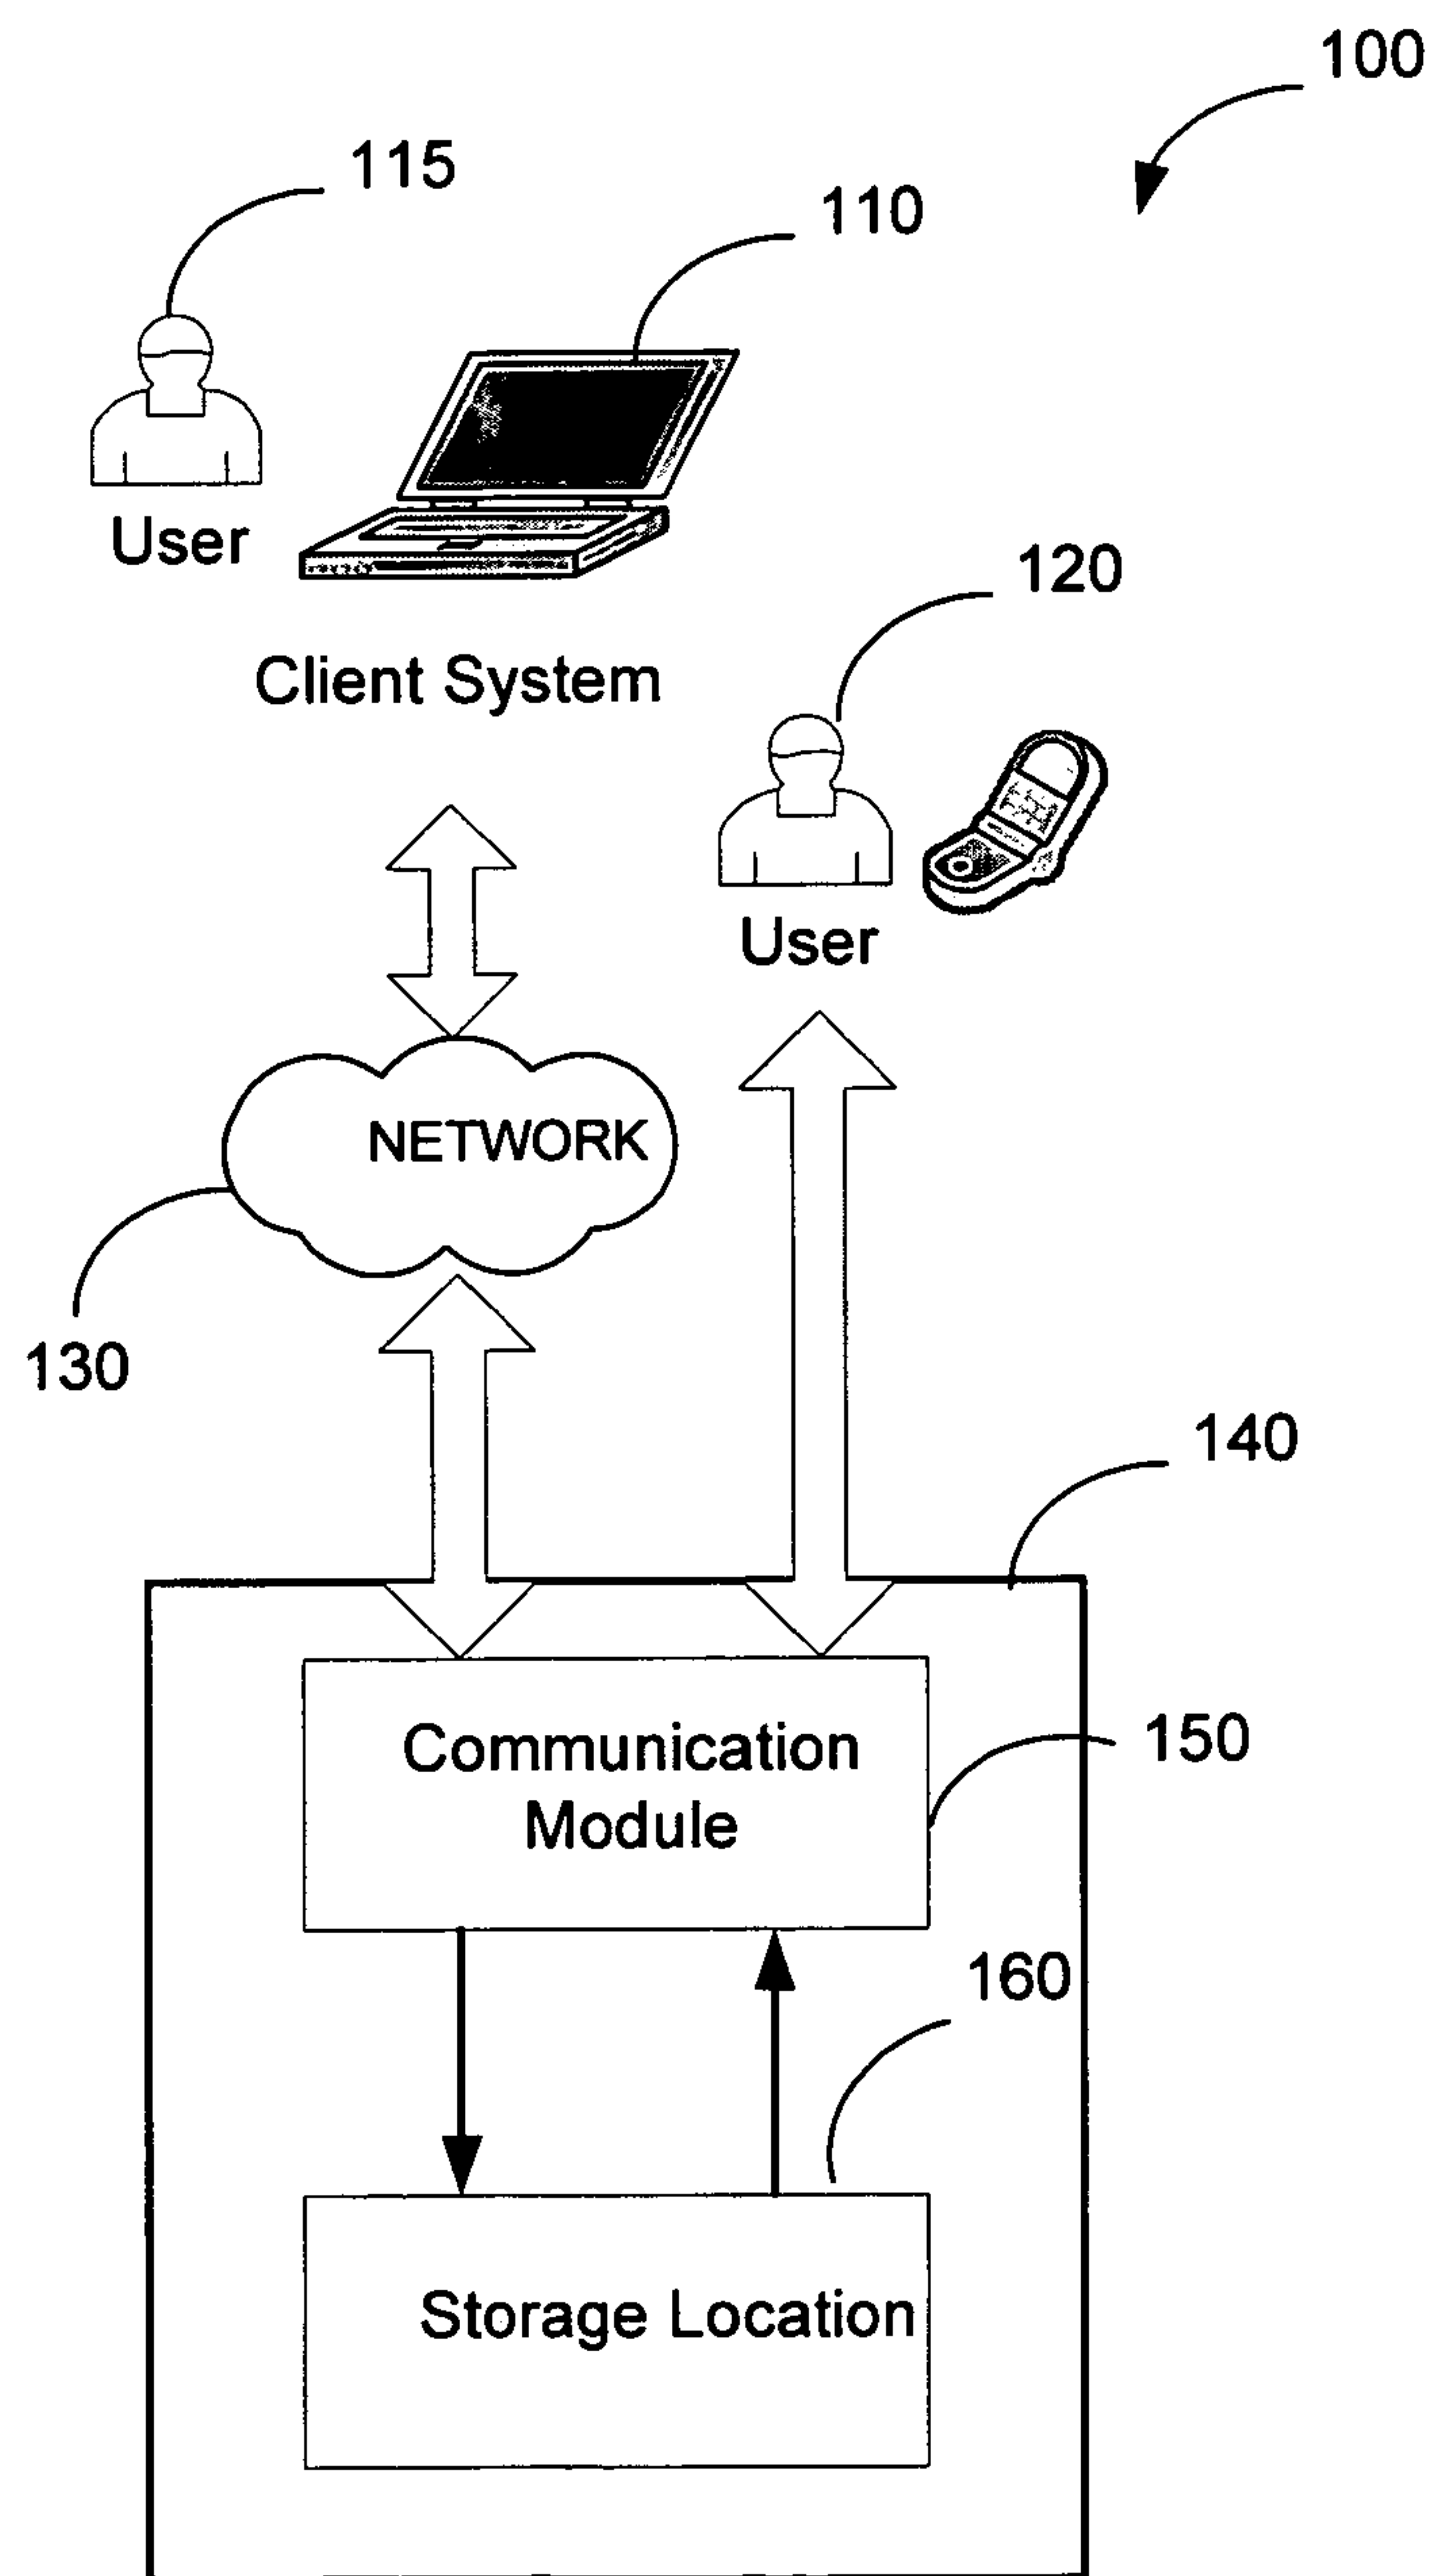 100
115
110
User
120
Client System
User
NETWORK
130
140
Communication
Module
150
160
Storage Location